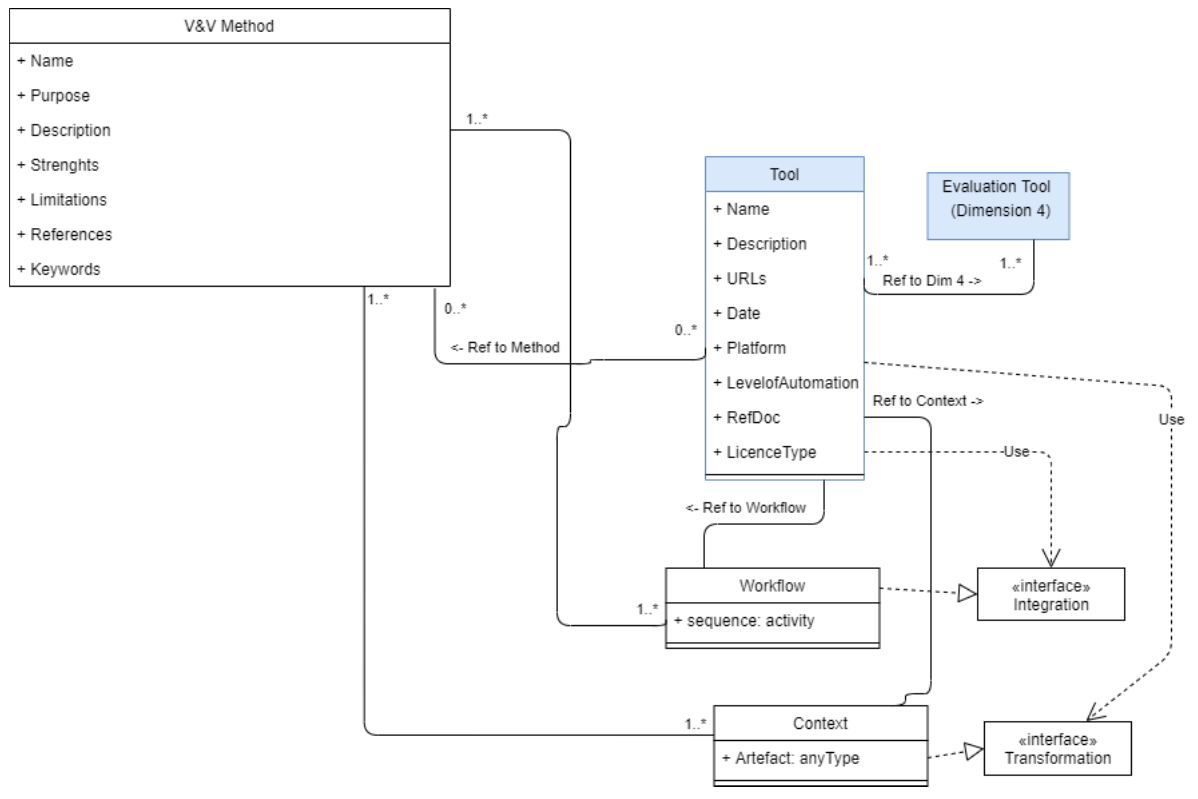 V&V Method
+ Name
+ Purpose
+ Description
+ Strenghts
+ Limitations
+ References
+ Keywords
1..*
1..*
0..*
<- Ref to Method
0..*
Tool
+ Name
+ Description
+ URLs
+ Date
+ Platform
+ LevelofAutomation
+ RefDoc
+ LicenceType
Evaluation Tool
(Dimension 4)
1..*
1..*
Ref to Dim 4 ->
Ref to Context ->
Use
Use
<- Ref to Workflow
Workflow
+ sequence: activity
1..*
«interface»
Integration
1..*
Context
+ Artefact: anyType
«interface»
Transformation